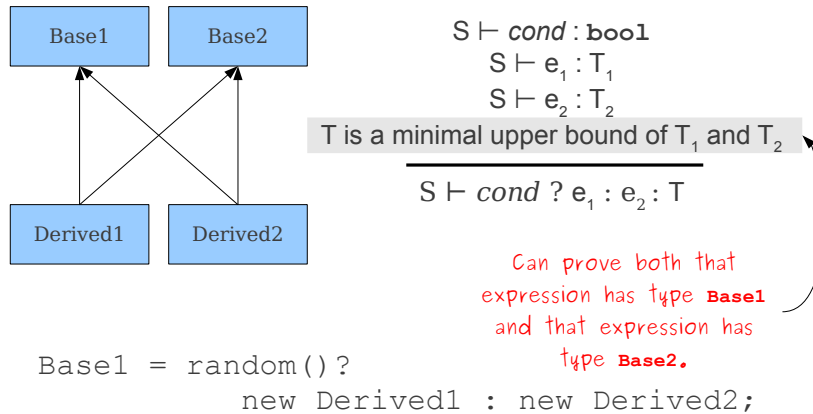 Base1 Base2
Derived1 Derived2
S ⊢ cond : bool
S ⊢ e₁ : T₁
S ⊢ e₂ : T₂
T is a minimal upper bound of T₁ and T₂
S ⊢ cond ? e₁ : e₂ : T
Can prove both that
expression has type Base1
and that expression has
type Base2.
Base1 = random()?
new Derived1 : new Derived2;